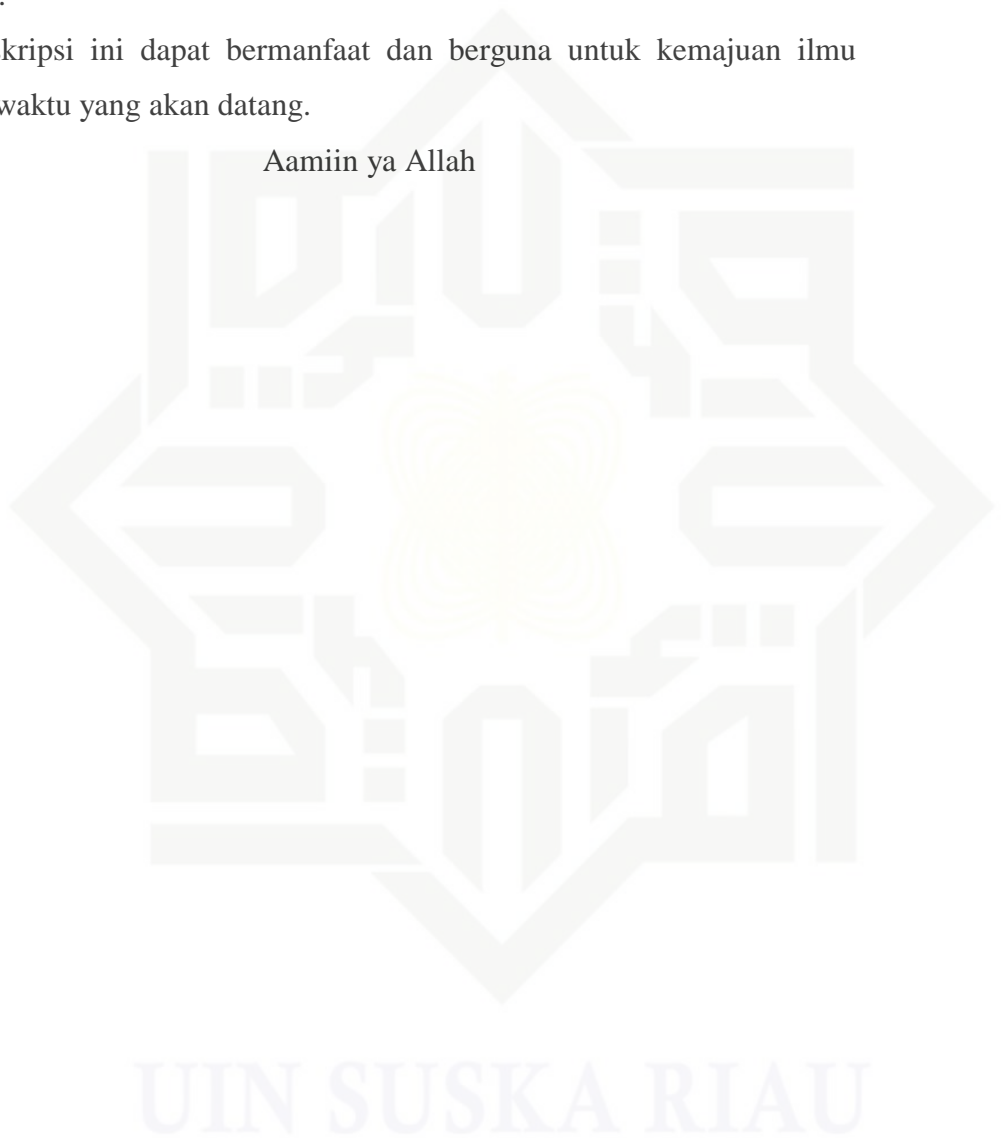 .
kripsi ini dapat bermanfaat dan berguna untuk kemajuan ilmu
waktu yang akan datang.
Aamiin ya Allah
UIN SUSKA RIAU